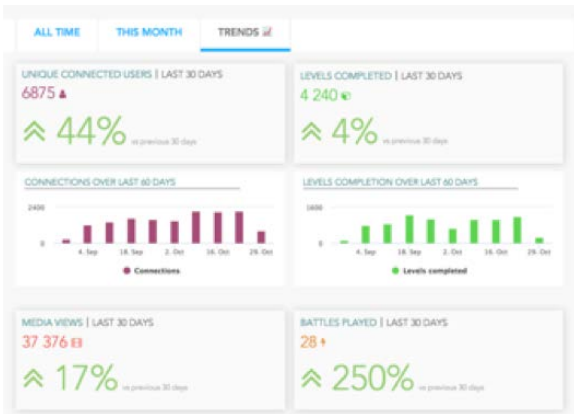 ALL TIME THIS MONTH TRENDS
UNIQUE CONNECTED USERS | LAST 30 DAYS
6875
44% vs previous 30 days
LEVELS COMPLETED | LAST 30 DAYS
4 240
4% vs previous 30 days
CONNECTIONS OVER LAST 60 DAYS
2400
0
4. Sep 18. Sep 2. Oct 16. Oct 29. Oct
Connections
LEVELS COMPLETION OVER LAST 60 DAYS
1600
0
4. Sep 18. Sep 2. Oct 16. Oct 29. Oct
Levels completed
MEDIA VIEWS | LAST 30 DAYS
37 376
17% vs previous 30 days
BATTLES PLAYED | LAST 30 DAYS
28
250% vs previous 30 days